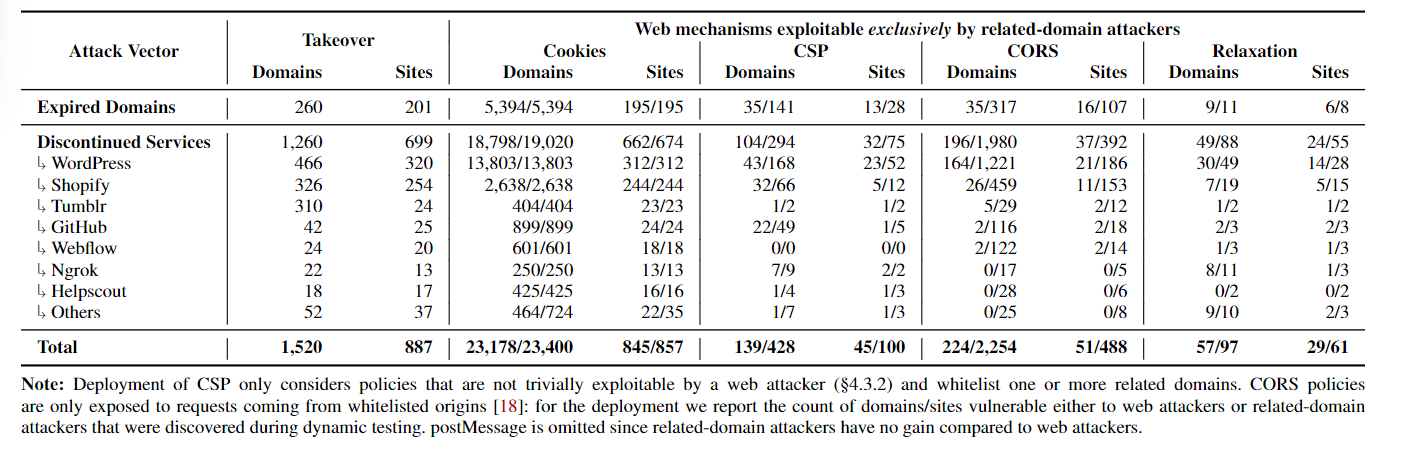 Attack Vector Takeover Web mechanisms exploitable exclusively by related-domain attackers
Cookies CSP CORS Relaxation
Domains Sites Domains Sites Domains Sites Domains Sites Domains Sites
Expired Domains 260 201 5,394/5,394 195/195 35/141 13/28 35/317 16/107 9/11 6/8
Discontinued Services 1,260 699 18,798/19,020 662/674 104/294 32/75 196/1,980 37/392 49/88 24/55
↳ WordPress 466 320 13,803/13,803 312/312 43/168 23/52 164/1,221 21/186 30/49 14/28
↳ Shopify 326 254 2,638/2,638 244/244 32/66 5/12 26/459 11/153 7/19 5/15
↳ Tumblr 310 24 404/404 23/23 1/2 1/2 5/29 2/12 1/2 1/2
↳ GitHub 42 25 899/899 24/24 22/49 1/5 2/116 2/18 2/3 2/3
↳ Webflow 24 20 601/601 18/18 0/0 0/0 2/122 2/14 1/3 1/3
↳ Ngrok 22 13 250/250 13/13 7/9 2/2 0/17 0/5 8/11 1/3
↳ Helpscout 18 17 425/425 16/16 1/4 1/3 0/28 0/6 0/2 0/2
↳ Others 52 37 464/724 22/35 1/7 1/3 0/25 0/8 9/10 2/3
Total 1,520 887 23,178/23,400 845/857 139/428 45/100 224/2,254 51/488 57/97 29/61
Note: Deployment of CSP only considers policies that are not trivially exploitable by a web attacker (§4.3.2) and whitelist one or more related domains. CORS policies
are only exposed to requests coming from whitelisted origins [18]: for the deployment we report the count of domains/sites vulnerable either to web attackers or related-domain
attackers that were discovered during dynamic testing. postMessage is omitted since related-domain attackers have no gain compared to web attackers.